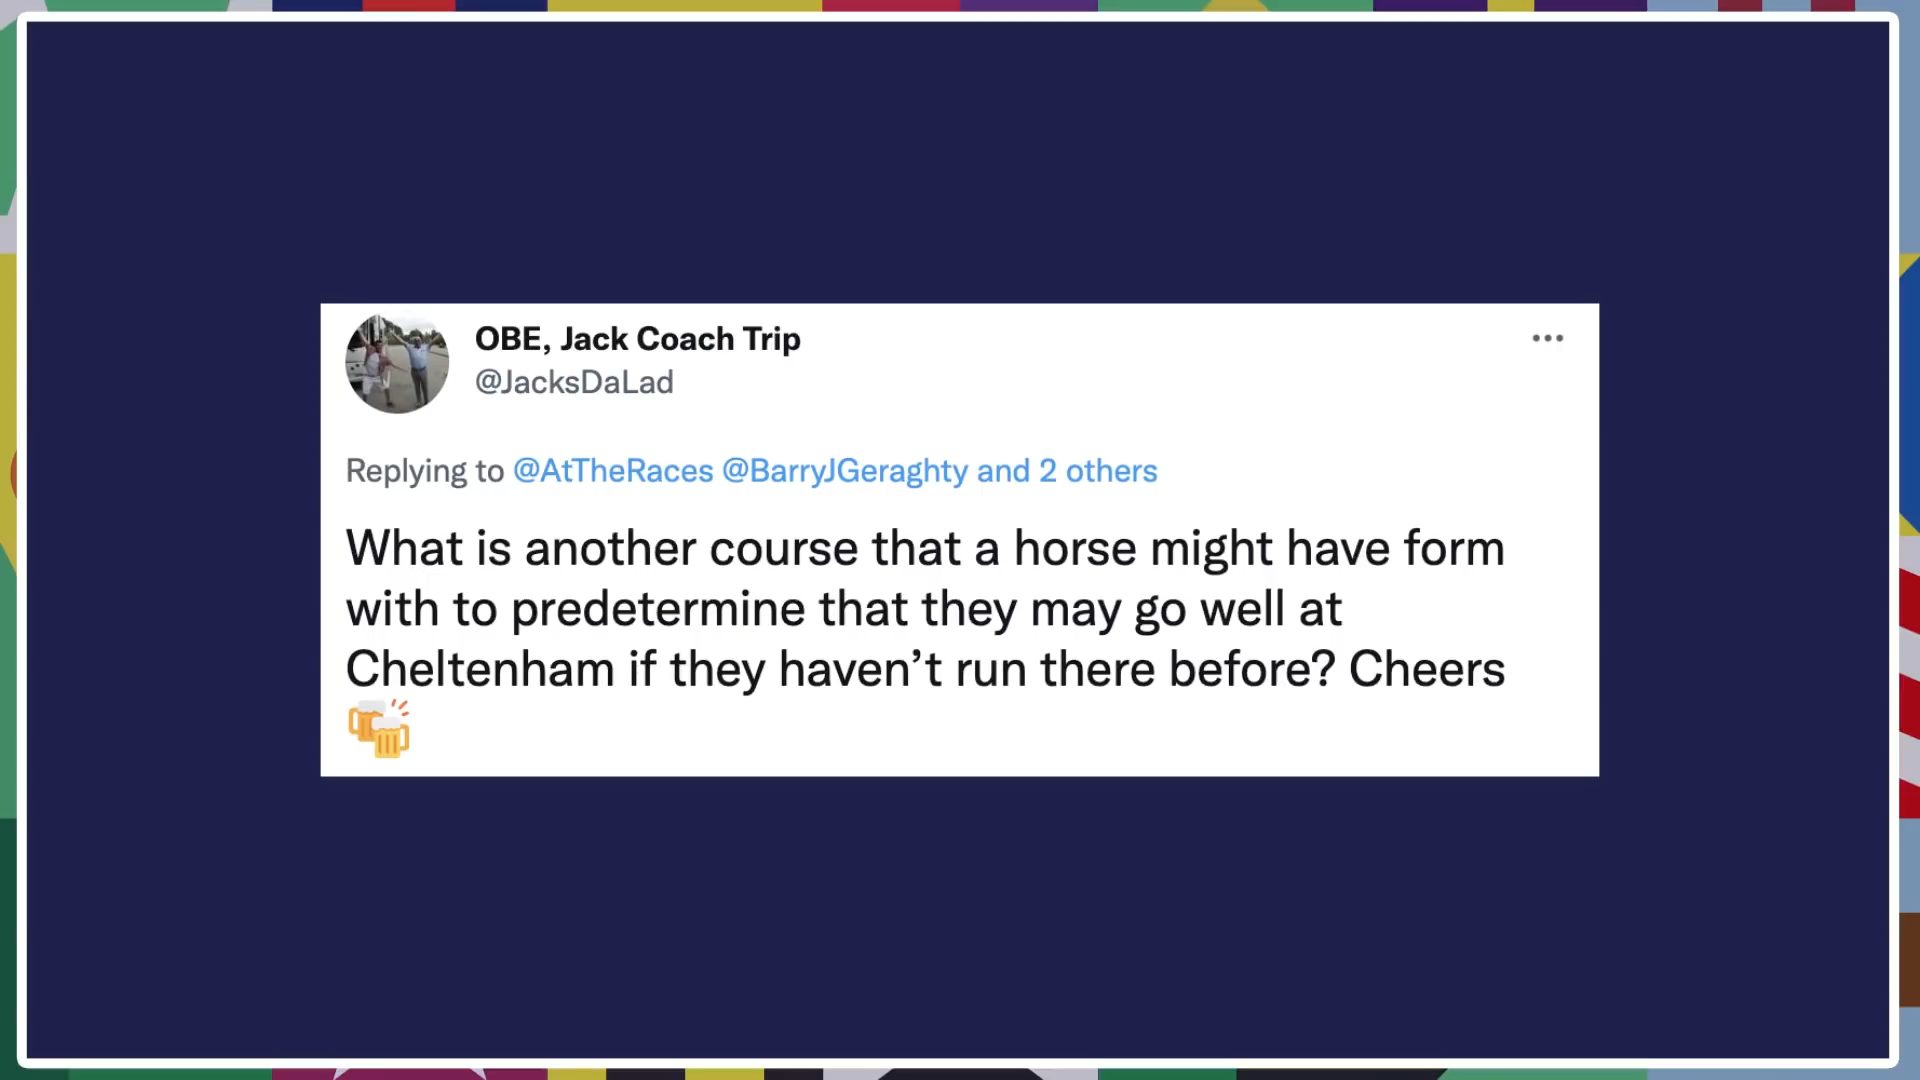 OBE, Jack Coach Trip
@JacksDaLad
Replying to @AtTheRaces @BarryJGeraghty and 2 others
What is another course that a horse might have form
with to predetermine that they may go well at
Cheltenham if they haven’t run there before? Cheers
🍻